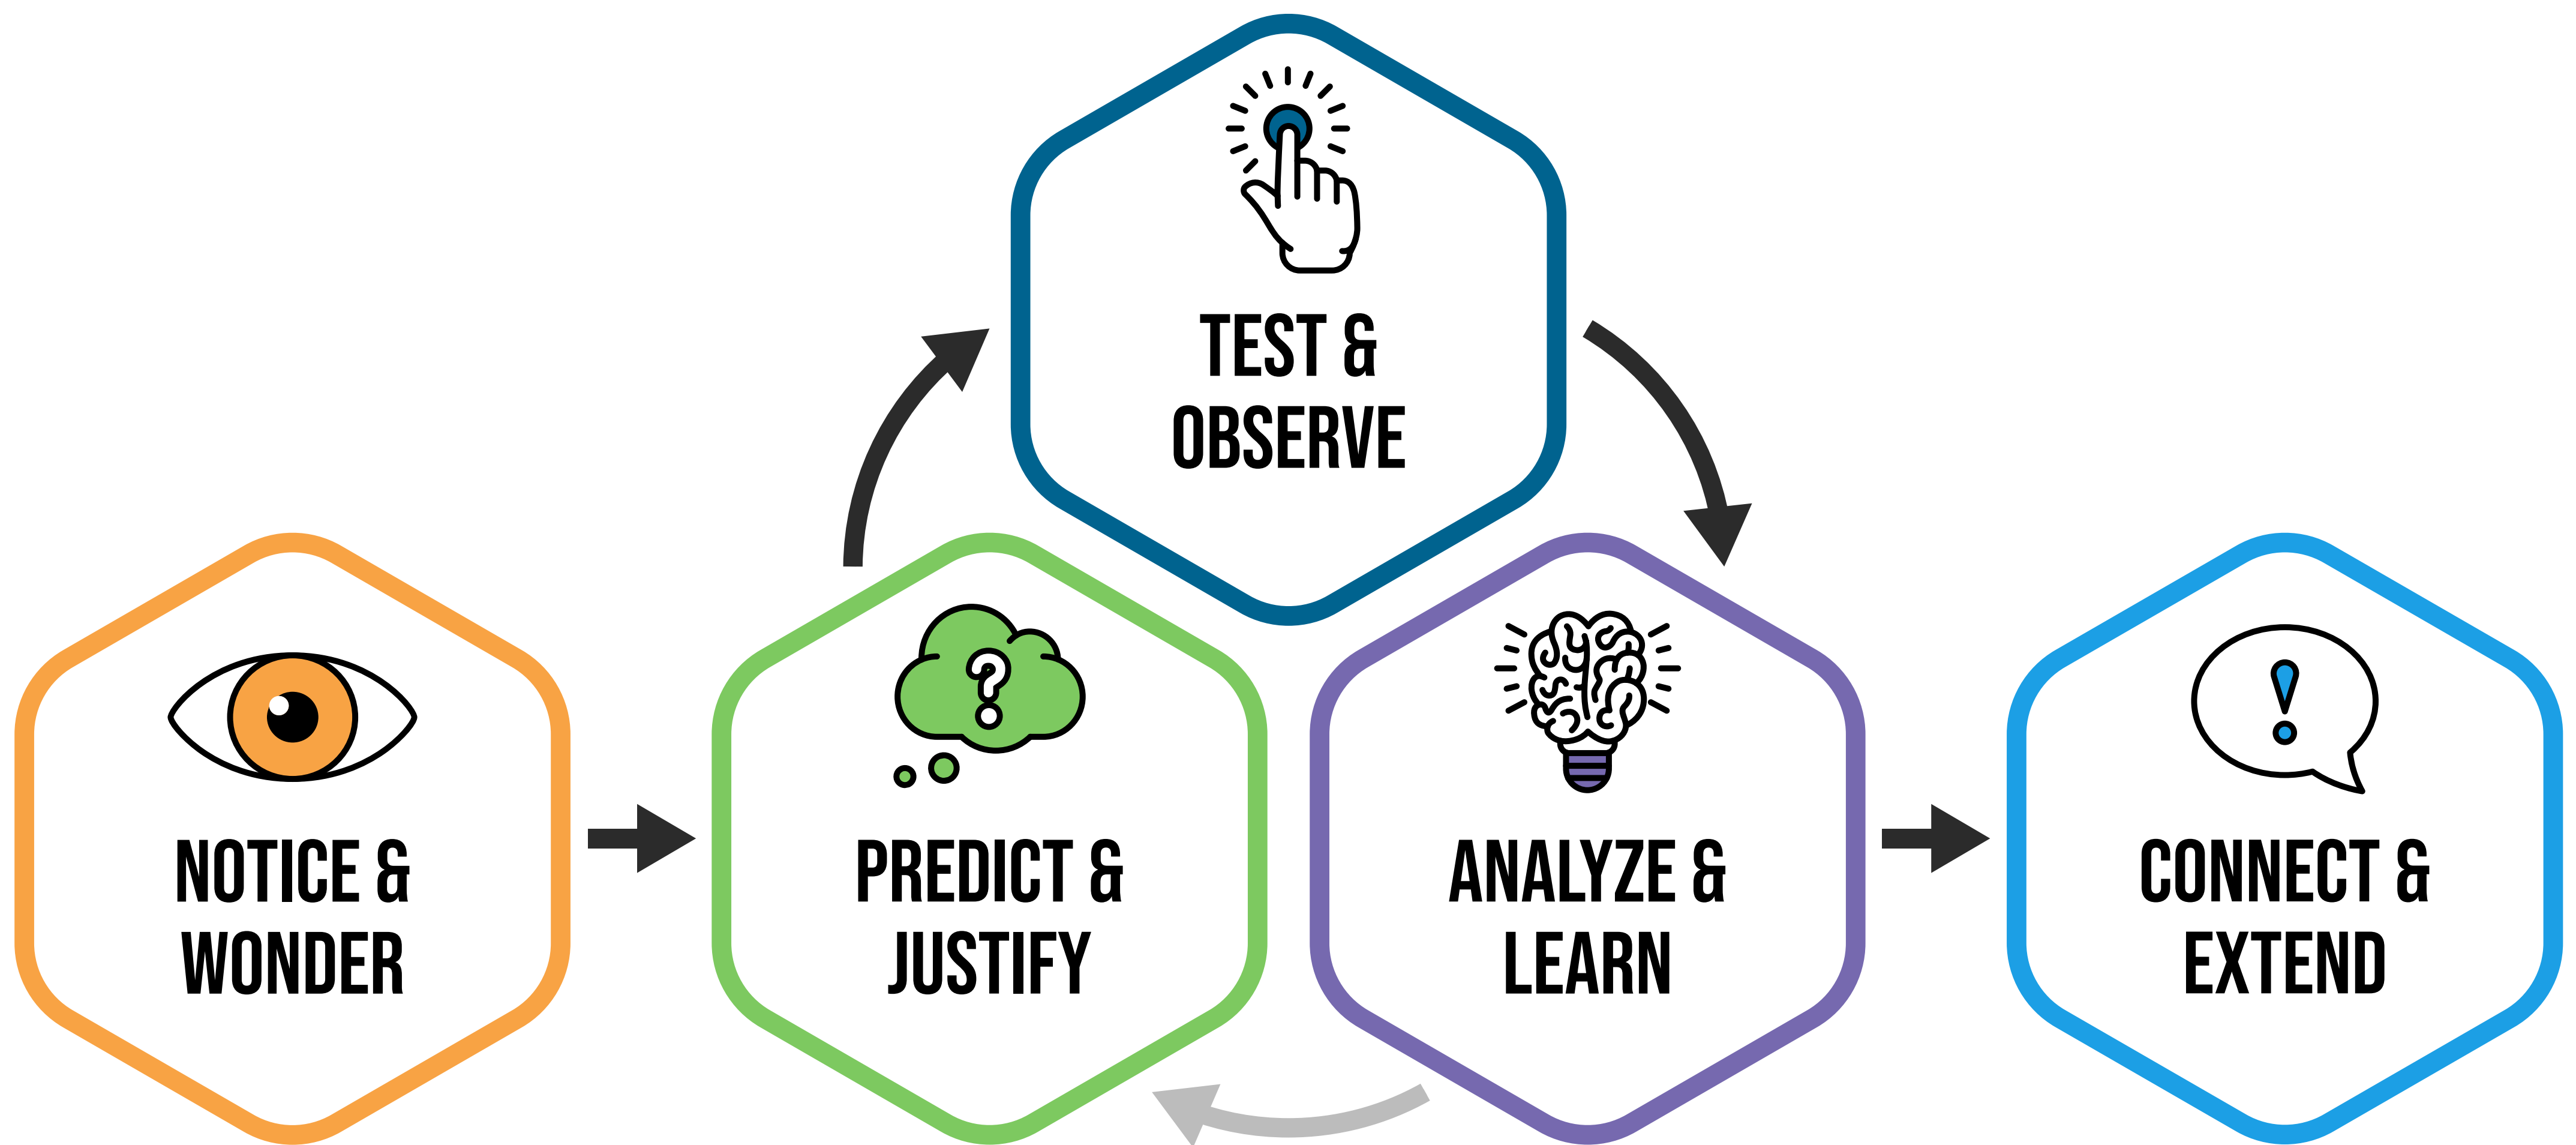 TEST &
OBSERVE
NOTICE &
WONDER
?
PREDICT &
JUSTIFY
ANALYZE &
LEARN
!
CONNECT &
EXTEND